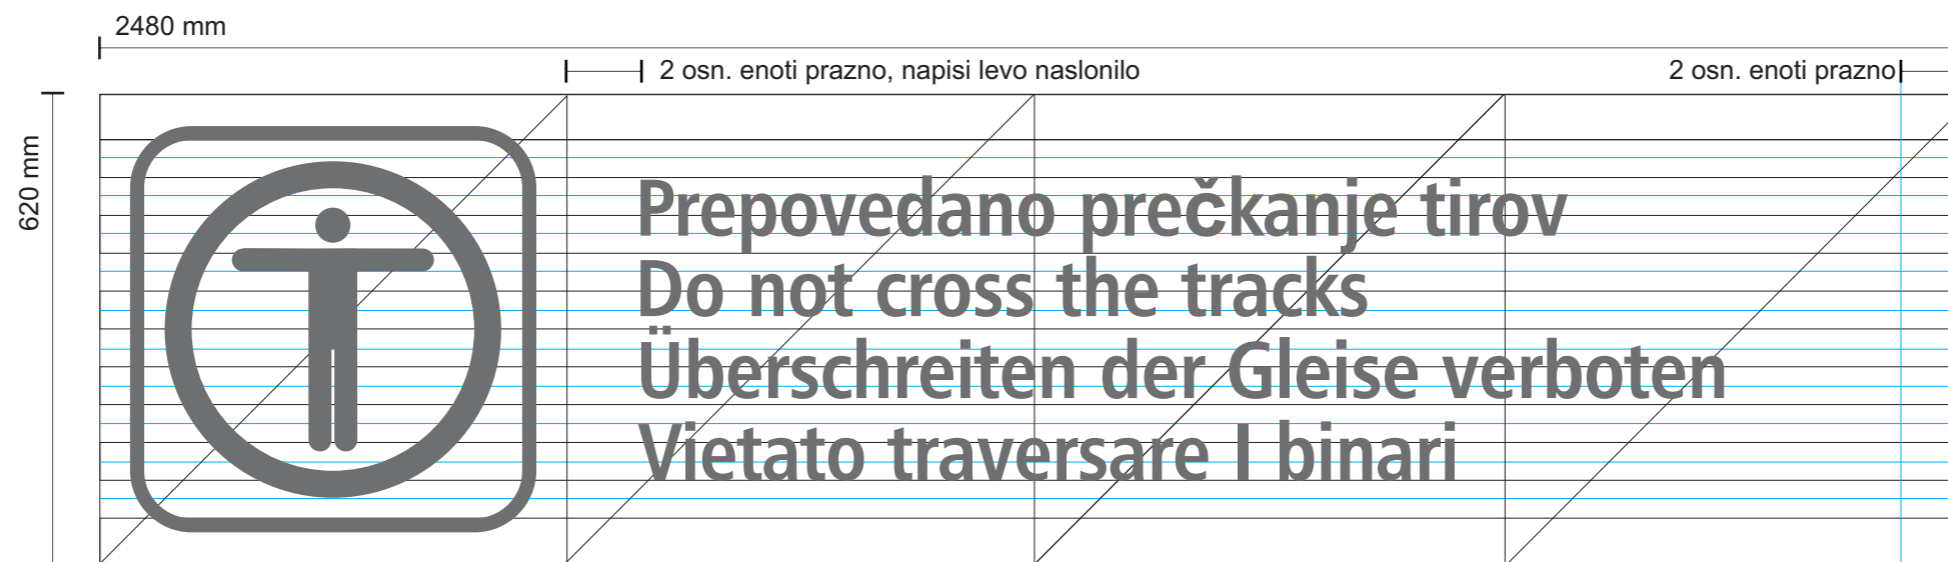 2480 mm
2 osn. enoti prazno, napisi levo naslonilo
2 osn. enoti prazno
620 mm
Prepovedano prečkanje tirov
Do not cross the tracks
Überschreiten der Gleise verboten
Vietato traversare I binari